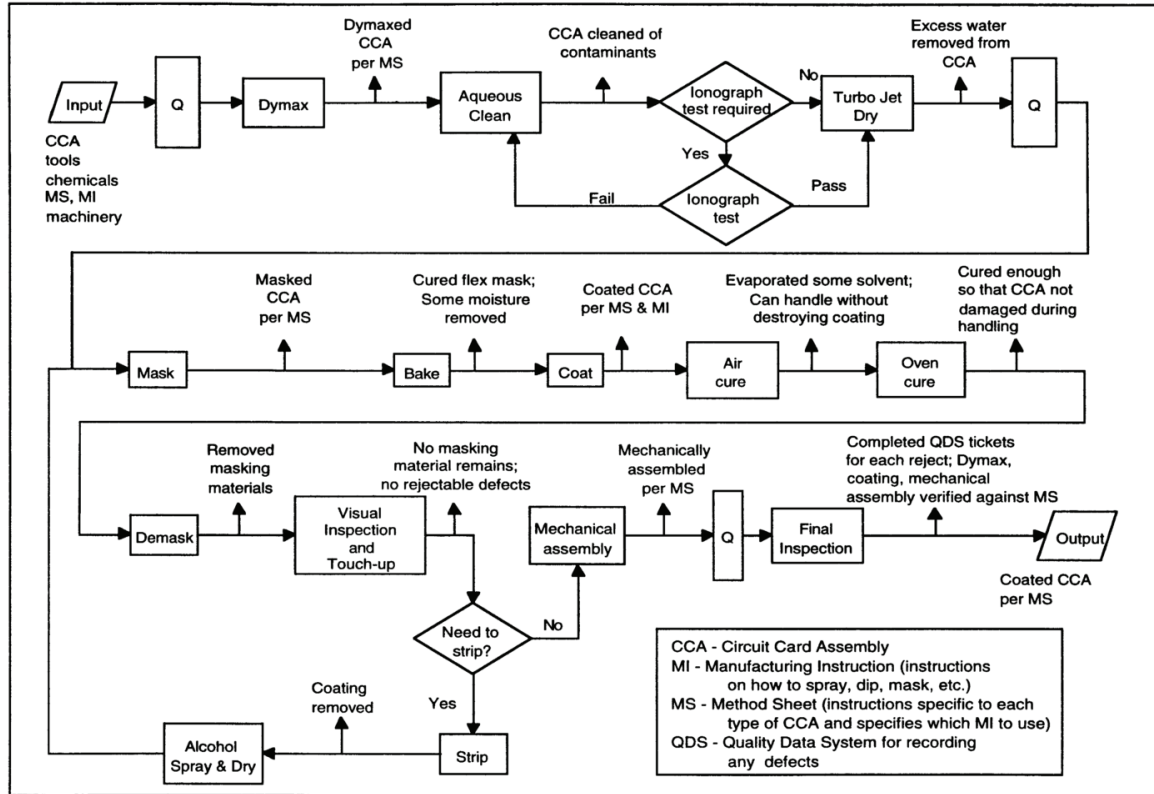 Dymaxed
CCA
per MS
CCA cleaned of
contaminants
Excess water
removed from
CCA
Input
Q
Dymax
Aqueous
Clean
Ionograph
test required
No
Turbo Jet
Dry
Q
CCA
tools
chemicals
MS, MI
machinery
Yes
Fail
Ionograph
test
Pass
Masked
CCA
per MS
Cured flex mask;
Some moisture
removed
Coated CCA
per MS & MI
Evaporated some solvent;
Can handle without
destroying coating
Cured enough
so that CCA not
damaged during
handling
Mask
Bake
Coat
Air
cure
Oven
cure
Removed
masking
materials
No masking
material remains;
no rejectable defects
Mechanically
assembled
per MS
Completed QDS tickets
for each reject; Dymax,
coating, mechanical
assembly verified against MS
Demask
Visual
Inspection
and
Touch-up
Mechanical
assembly
Q
Final
Inspection
Output
Coated CCA
per MS
Need to
strip?
No
Yes
Coating
removed
Alcohol
Spray & Dry
Strip
CCA - Circuit Card Assembly
MI - Manufacturing Instruction (instructions
on how to spray, dip, mask, etc.)
MS - Method Sheet (instructions specific to each
type of CCA and specifies which MI to use)
QDS - Quality Data System for recording
any defects